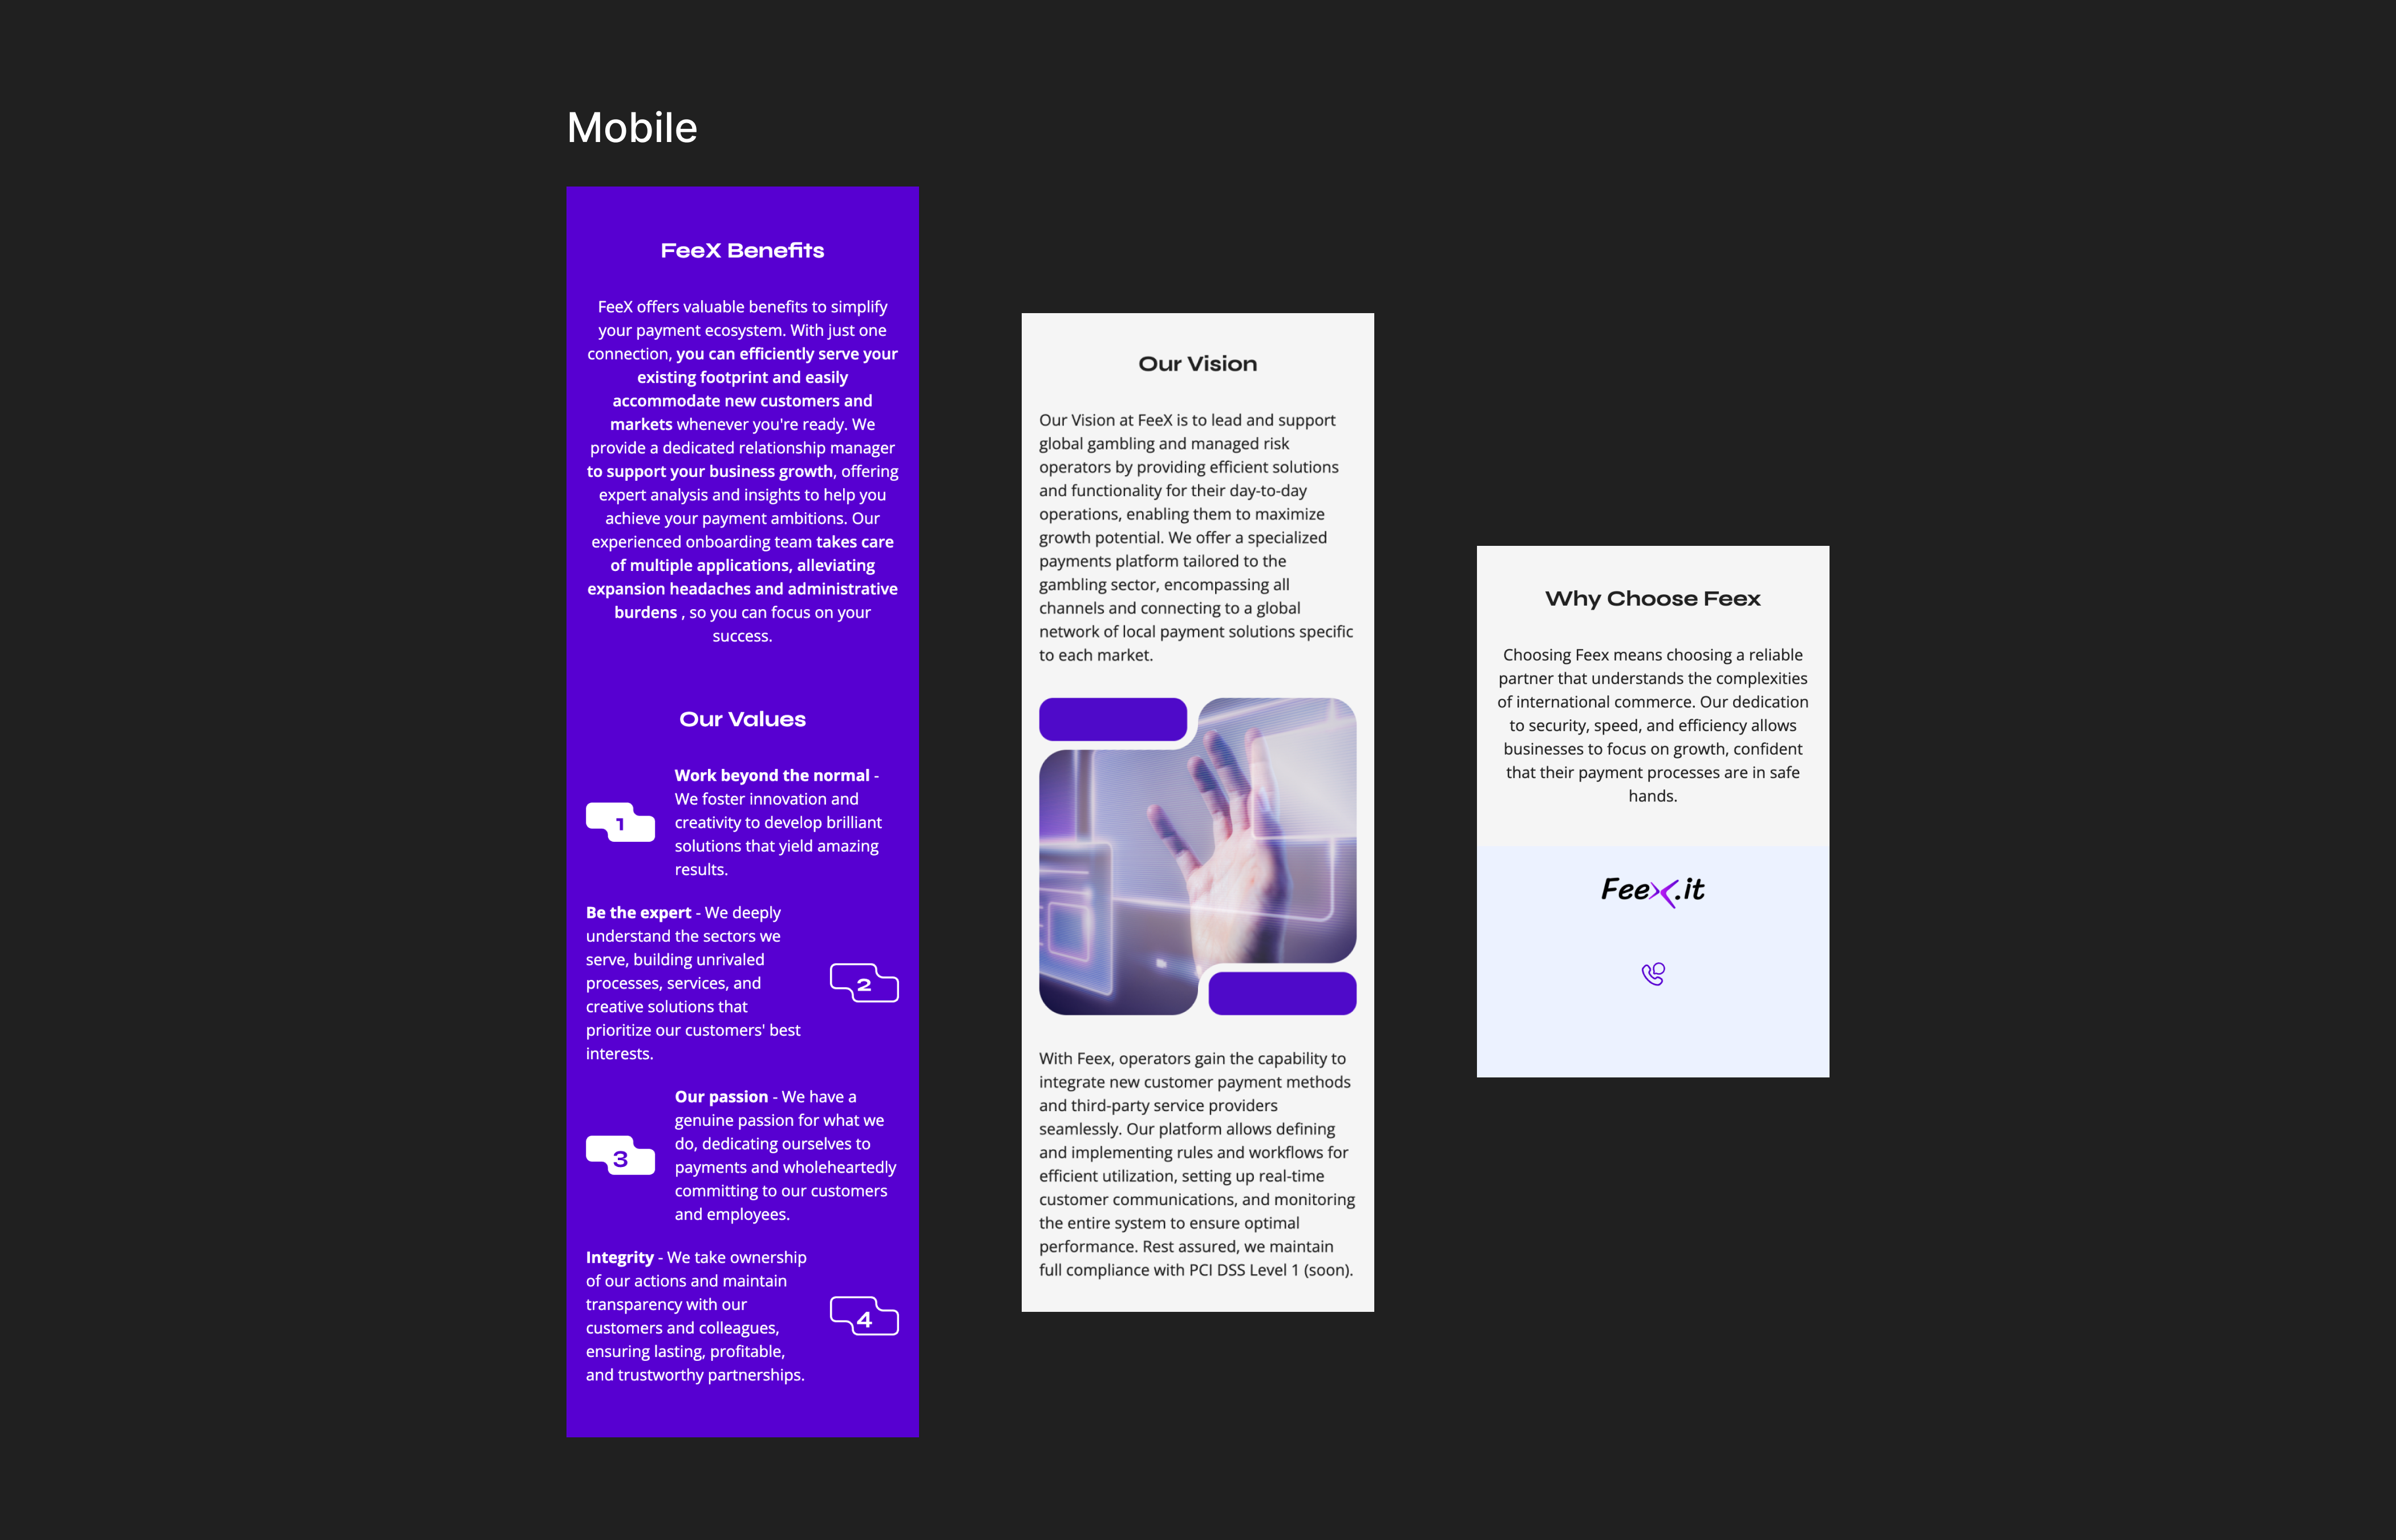 Mobile
FeeX Benefits
FeeX offers valuable benefits to simplify
your payment ecosystem. With just one
connection, you can efficiently serve your
existing footprint and easily
accommodate new customers and
markets whenever you're ready. We
provide a dedicated relationship manager
to support your business growth, offering
expert analysis and insights to help you
achieve your payment ambitions. Our
experienced onboarding team takes care
of multiple applications, alleviating
expansion headaches and administrative
burdens , so you can focus on your
success.
Our Values
1
Work beyond the normal -
We foster innovation and
creativity to develop brilliant
solutions that yield amazing
results.
Be the expert - We deeply
understand the sectors we
serve, building unrivaled
processes, services, and
creative solutions that
prioritize our customers' best
interests.
2
3
Our passion - We have a
genuine passion for what we
do, dedicating ourselves to
payments and wholeheartedly
committing to our customers
and employees.
Integrity - We take ownership
of our actions and maintain
transparency with our
customers and colleagues,
ensuring lasting, profitable,
and trustworthy partnerships.
4
Our Vision
Our Vision at FeeX is to lead and support
global gambling and managed risk
operators by providing efficient solutions
and functionality for their day-to-day
operations, enabling them to maximize
growth potential. We offer a specialized
payments platform tailored to the
gambling sector, encompassing all
channels and connecting to a global
network of local payment solutions specific
to each market.
With Feex, operators gain the capability to
integrate new customer payment methods
and third-party service providers
seamlessly. Our platform allows defining
and implementing rules and workflows for
efficient utilization, setting up real-time
customer communications, and monitoring
the entire system to ensure optimal
performance. Rest assured, we maintain
full compliance with PCI DSS Level 1 (soon).
Why Choose Feex
Choosing Feex means choosing a reliable
partner that understands the complexities
of international commerce. Our dedication
to security, speed, and efficiency allows
businesses to focus on growth, confident
that their payment processes are in safe
hands.
FeeX.it